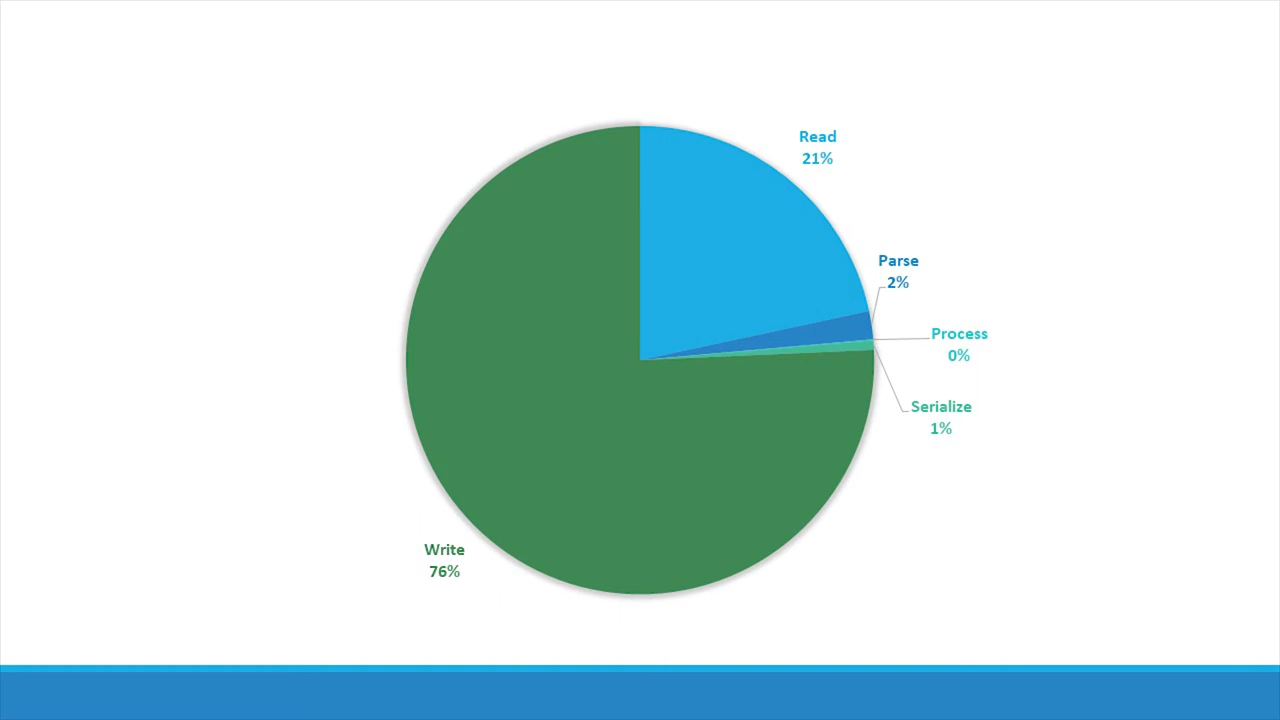 Read
21%
Parse
2%
Process
0%
Serialize
1%
Write
76%